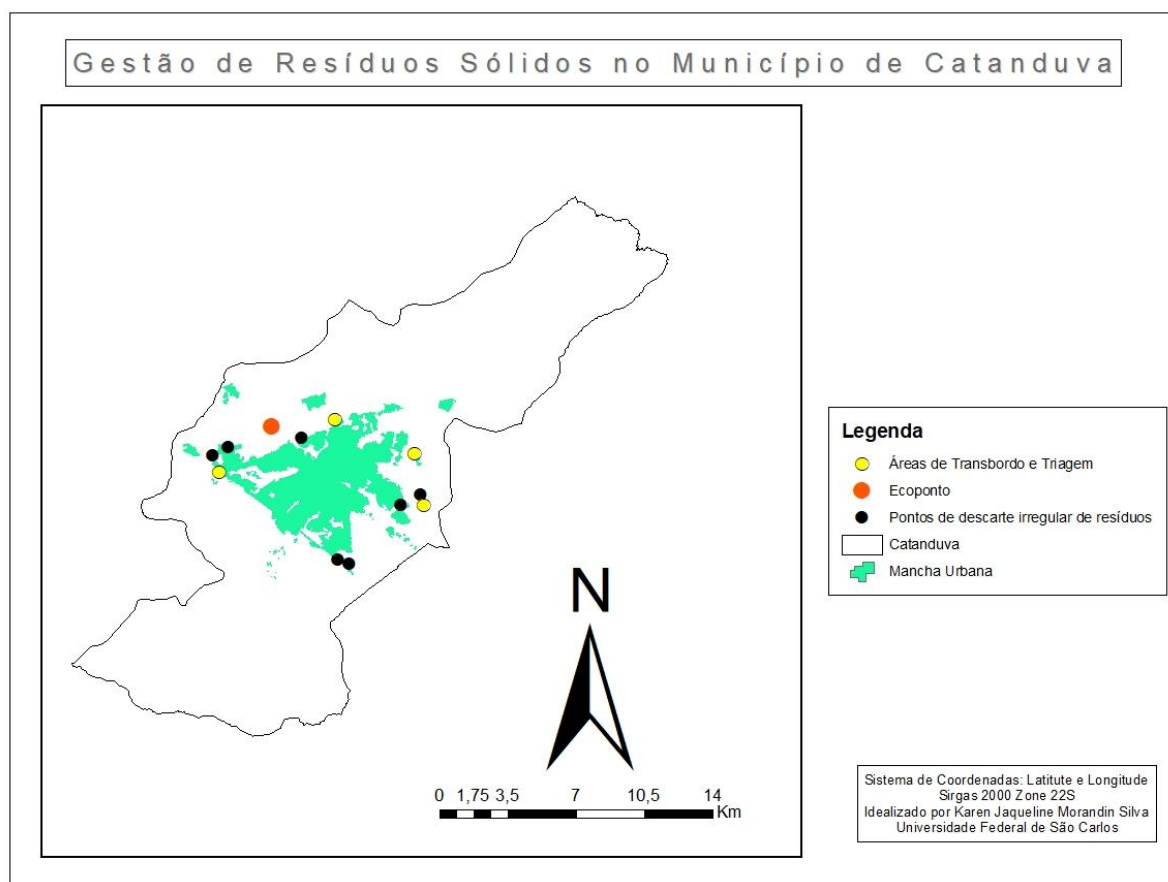 Gestão de Resíduos Sólidos no Município de Catanduva
Legenda
Áreas de Transbordo e Triagem
Ecoponto
Pontos de descarte irregular de resíduos
Catanduva
Mancha Urbana
N
0 1,75 3,5 7 10,5 14
Km
Sistema de Coordenadas: Latitute e Longitude
Sirgas 2000 Zone 22S
Idealizado por Karen Jaqueline Morandin Silva
Universidade Federal de São Carlos